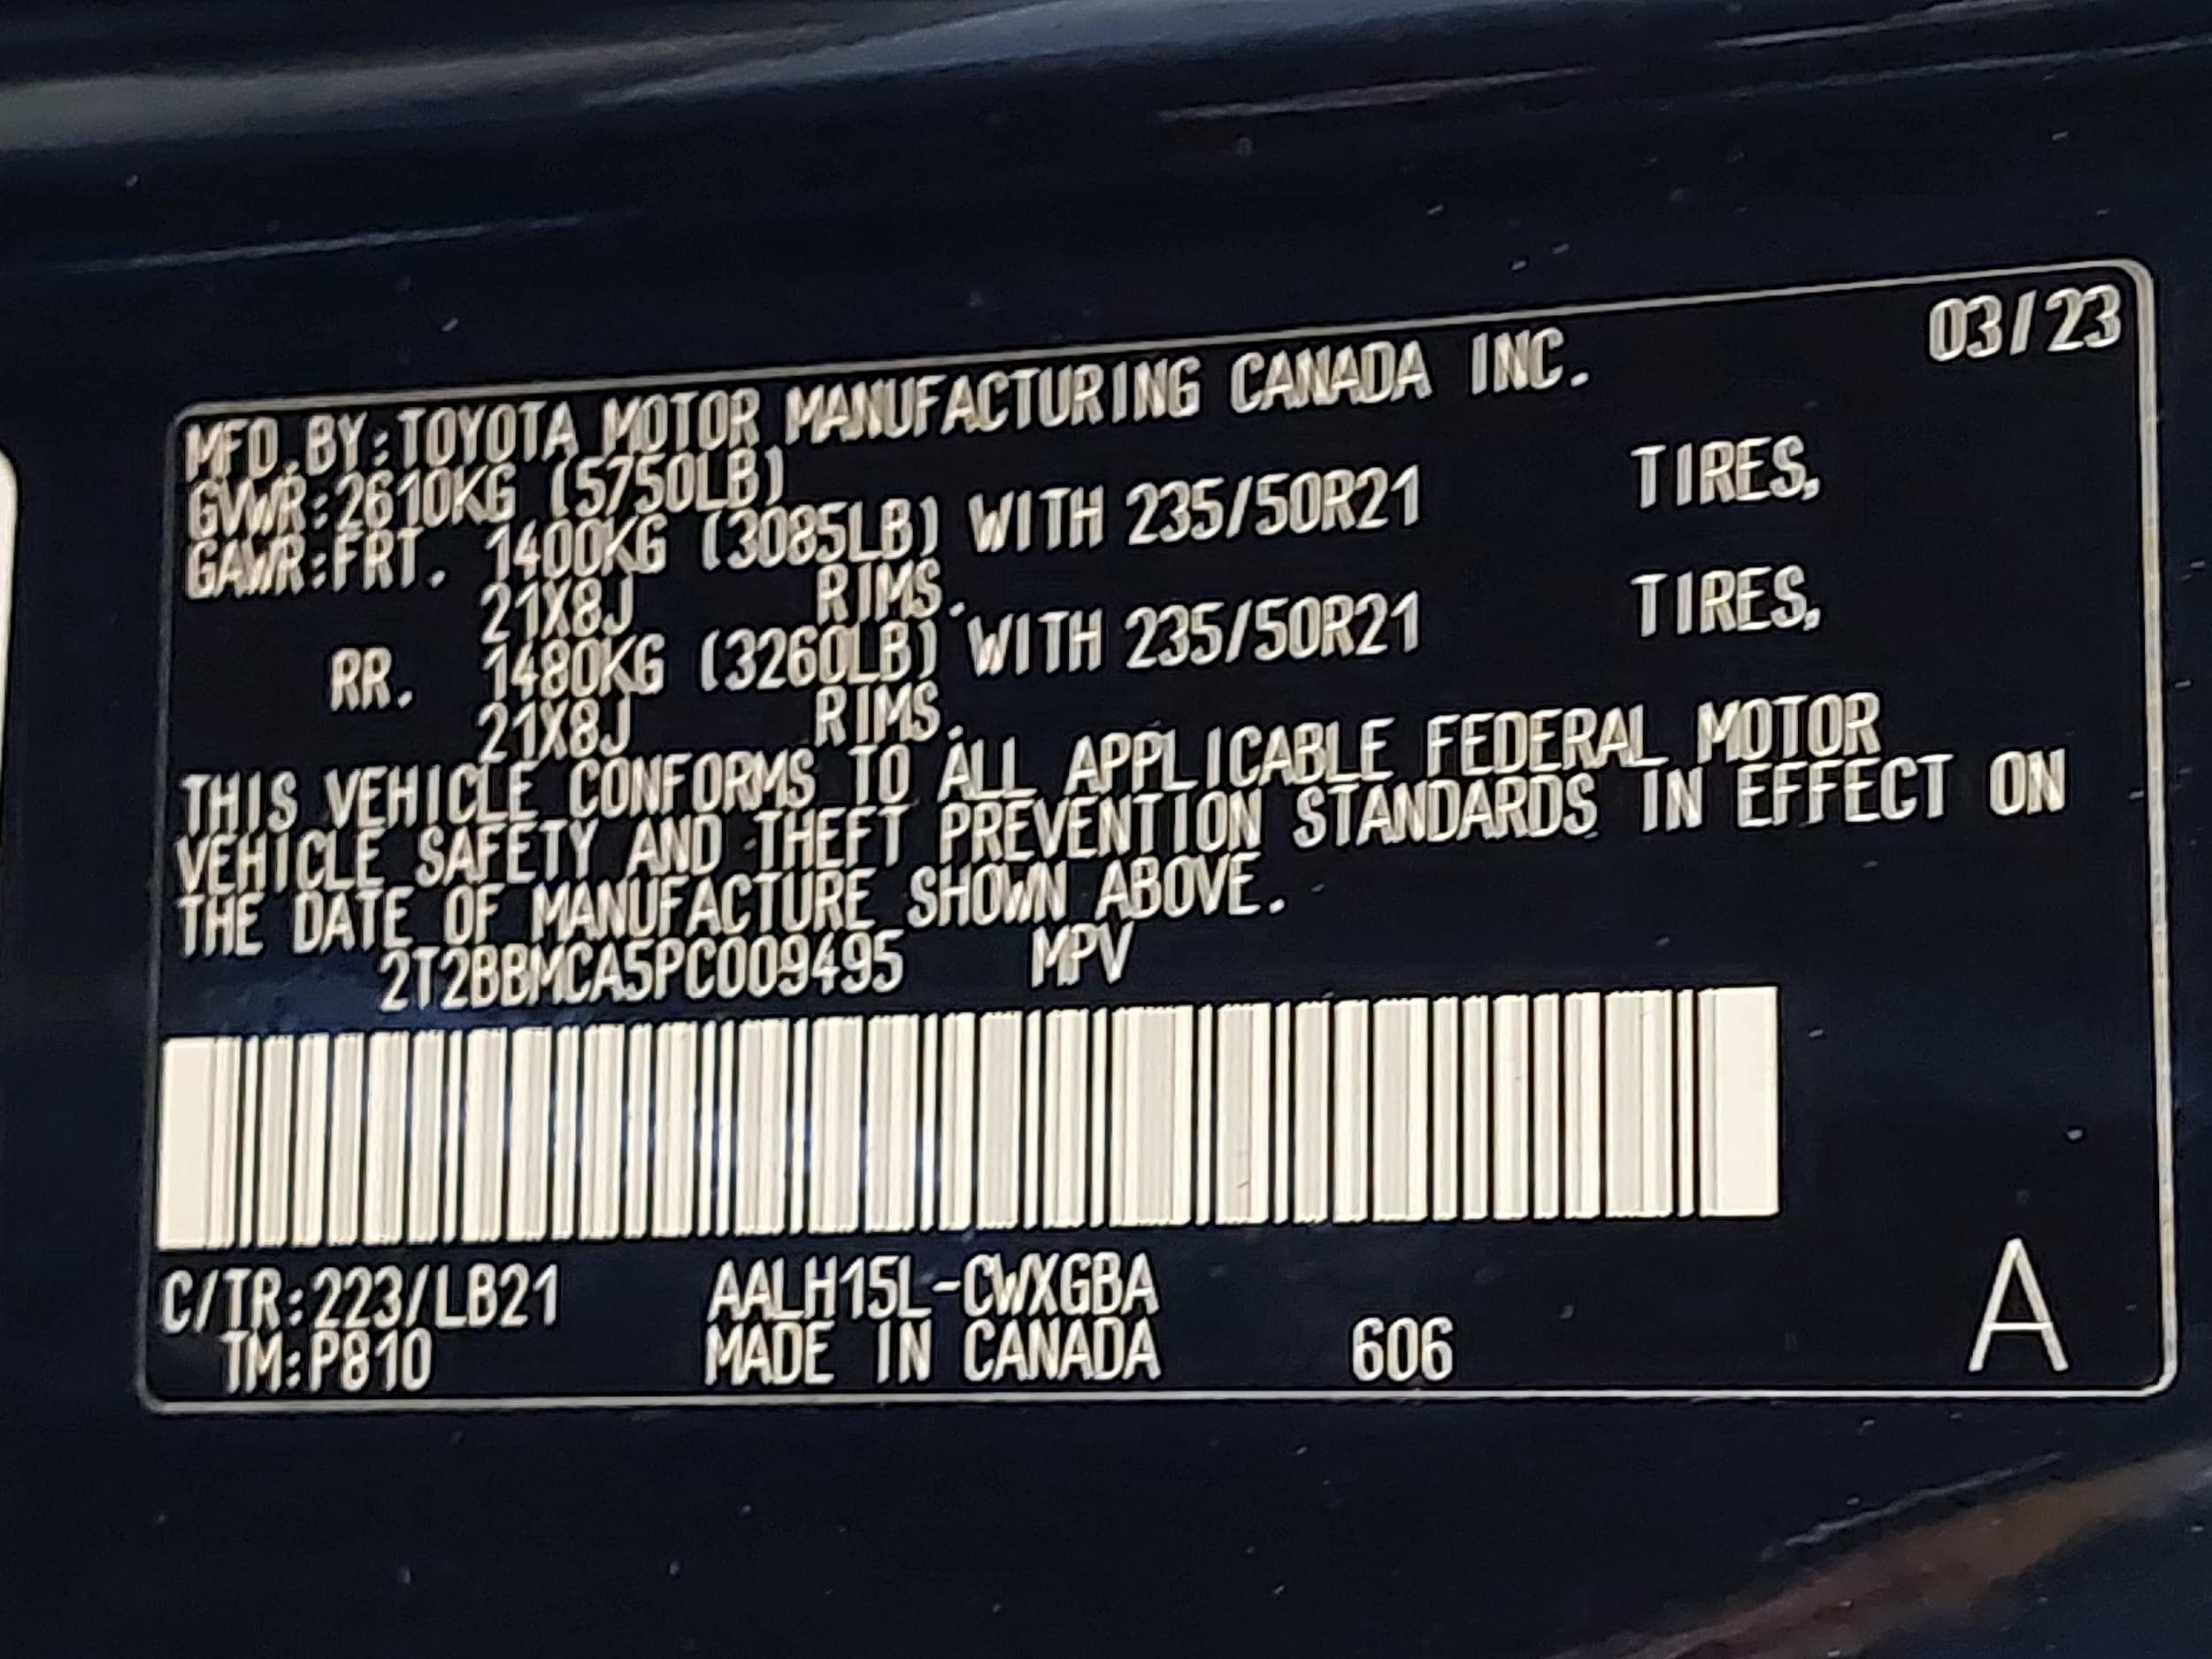 03/23
MFD.BY:TOYOTA MOTOR MANUFACTURING CANADA INC.
GVWR:2610KG (5750LB)
GAWR:FRT. 1400KG (3085LB) WITH 235/50R21 TIRES,
21X8J RIMS.
RR. 1480KG (3260LB) WITH 235/50R21 TIRES,
21X8J RIMS.
THIS VEHICLE CONFORMS TO ALL APPLICABLE FEDERAL MOTOR
VEHICLE SAFETY AND THEFT PREVENTION STANDARDS IN EFFECT ON
THE DATE OF MANUFACTURE SHOWN ABOVE.
2T2BBMCA5PC009495 MPV
C/TR:223/LB21 AALH15L-CWXGBA
TM:P810 MADE IN CANADA 606 A